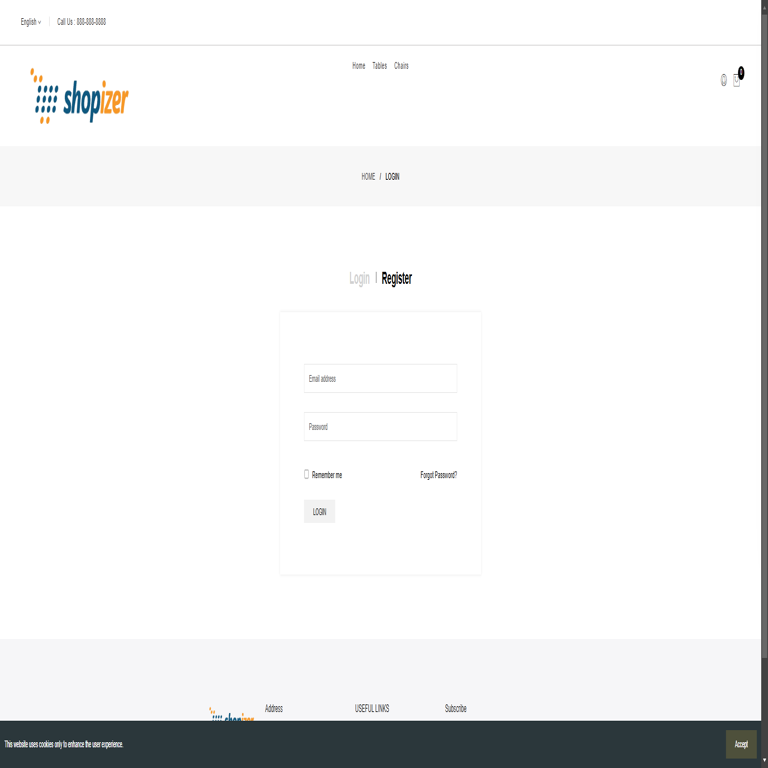 English
Call Us : 888-888-8888
Home Tables Chairs
0
shopizer
HOME / LOGIN
Login | Register
Email address
Password
Remember me Forgot Password?
LOGIN
shopizer
Address USEFUL LINKS Subscribe
This website uses cookies only to enhance the user experience.
Accept